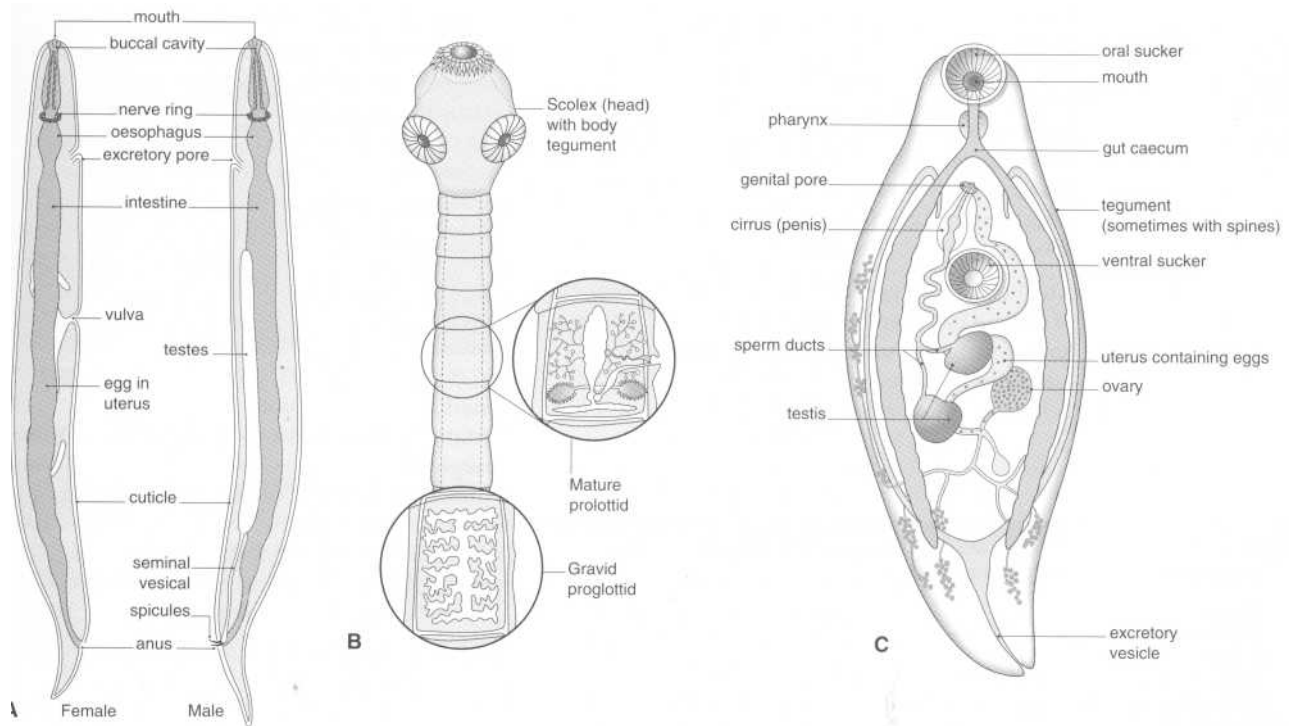 mouth
buccal cavity
nerve ring
oesophagus
excretory pore
intestine
vulva
testes
egg in
uterus
cuticle
seminal
vesical
spicules
anus
A
Female
Male
Scolex (head)
with body
tegument
Mature
prolottid
Gravid
proglottid
B
oral sucker
mouth
pharynx
gut caecum
genital pore
tegument
(sometimes with spines)
cirrus (penis)
ventral sucker
sperm ducts
uterus containing eggs
ovary
testis
excretory
vesicle
C